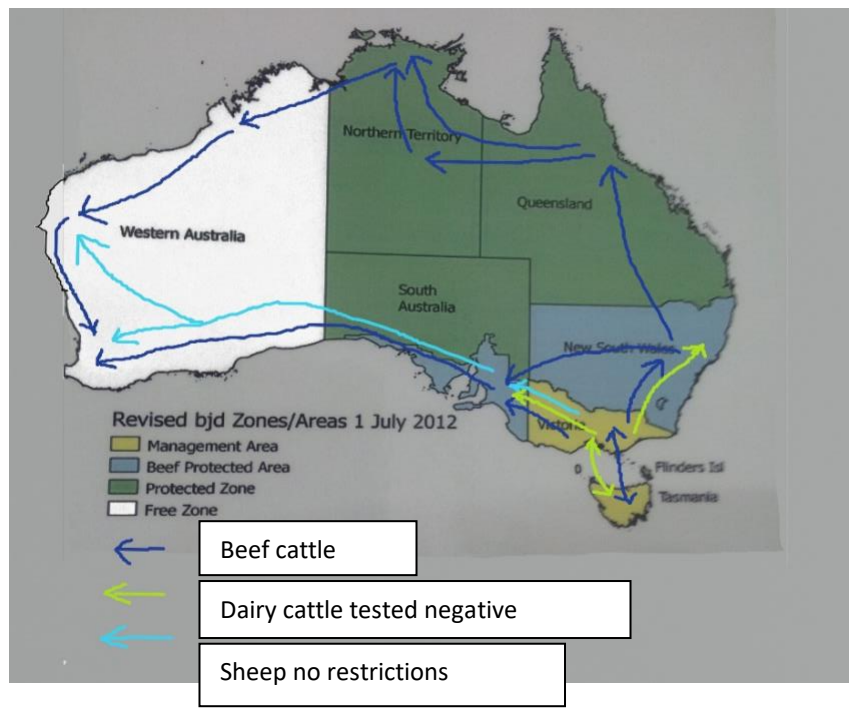 Northern Territory
Queensland
Western Australia
South
Australia
New South Wales
Victoria
Flinders Isl
Tasmania
Revised bjd Zones/Areas 1 July 2012
Management Area
Beef Protected Area
Protected Zone
Free Zone
Beef cattle
Dairy cattle tested negative
Sheep no restrictions